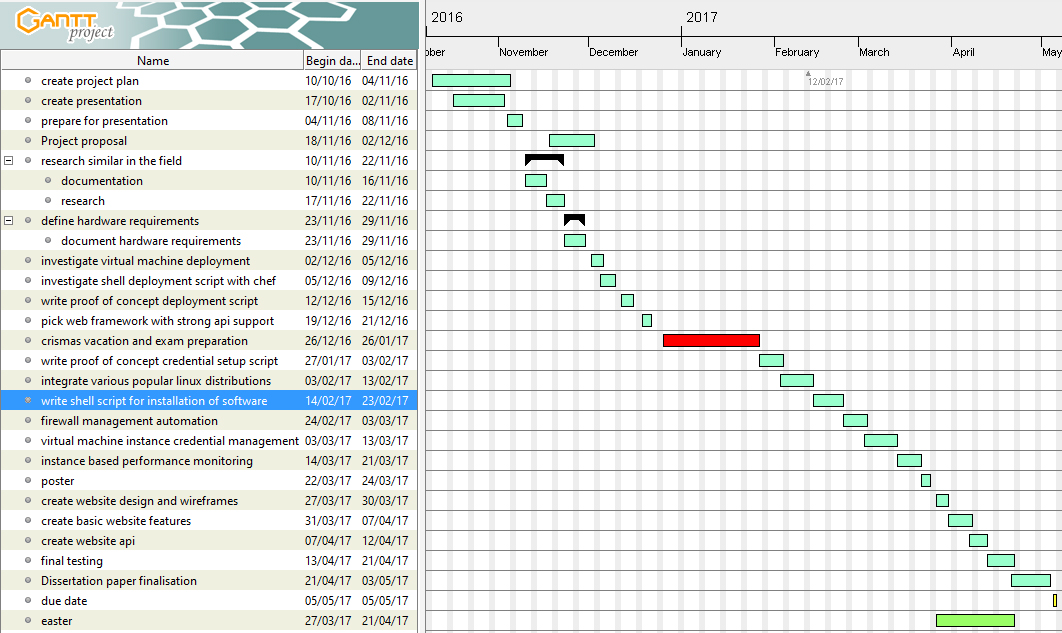 GANTT
project
2016 2017
ober November December January February March April May
Name Begin da... End date
12/02/17
create project plan 10/10/16 04/11/16
create presentation 17/10/16 02/11/16
prepare for presentation 04/11/16 08/11/16
Project proposal 18/11/16 02/12/16
research similar in the field 10/11/16 22/11/16
documentation 10/11/16 16/11/16
research 17/11/16 22/11/16
define hardware requirements 23/11/16 29/11/16
document hardware requirements 23/11/16 29/11/16
investigate virtual machine deployment 02/12/16 05/12/16
investigate shell deployment script with chef 05/12/16 09/12/16
write proof of concept deployment script 12/12/16 15/12/16
pick web framework with strong api support 19/12/16 21/12/16
crismas vacation and exam preparation 26/12/16 26/01/17
write proof of concept credential setup script 27/01/17 03/02/17
integrate various popular linux distributions 03/02/17 13/02/17
write shell script for installation of software 14/02/17 23/02/17
firewall management automation 24/02/17 03/03/17
virtual machine instance credential management 03/03/17 13/03/17
instance based performance monitoring 14/03/17 21/03/17
poster 22/03/17 24/03/17
create website design and wireframes 27/03/17 30/03/17
create basic website features 31/03/17 07/04/17
create website api 07/04/17 12/04/17
final testing 13/04/17 21/04/17
Dissertation paper finalisation 21/04/17 03/05/17
due date 05/05/17 05/05/17
easter 27/03/17 21/04/17